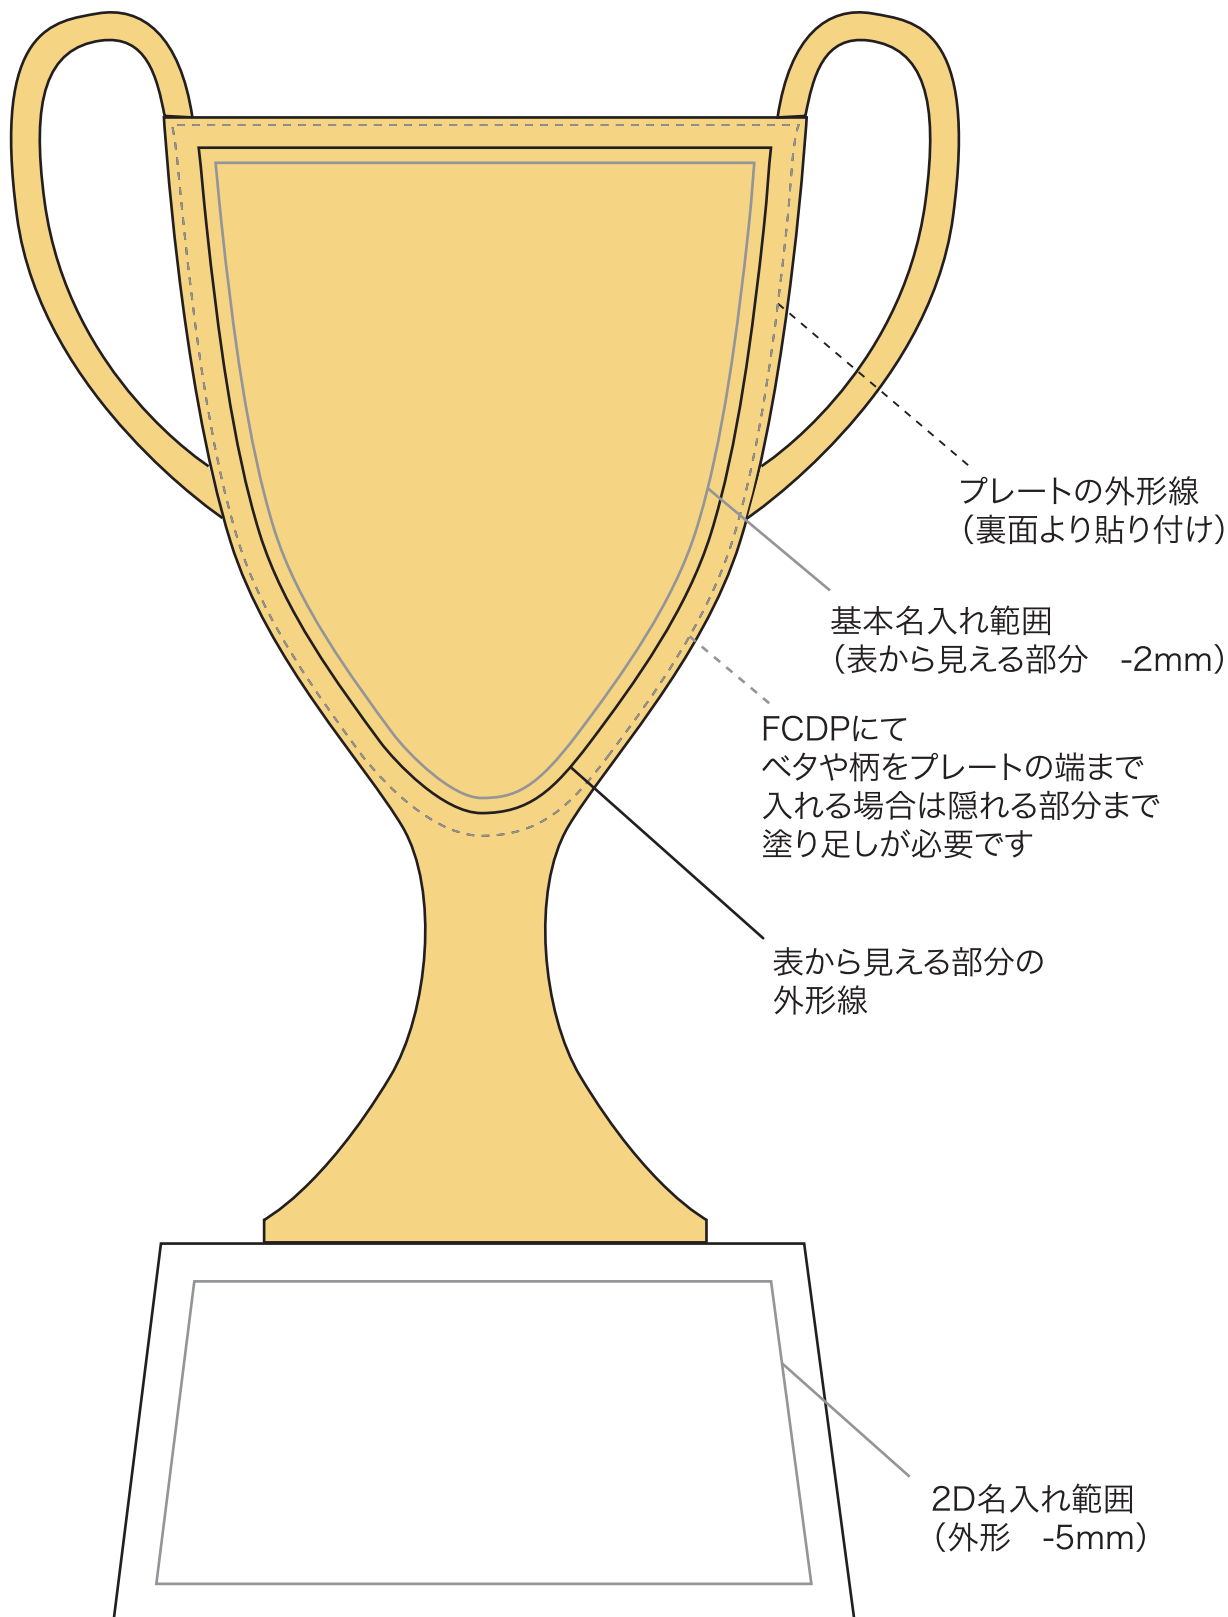 プレートの外形線
（裏面より貼り付け）
基本名入れ範囲
（表から見える部分　-2mm）
FCDPにて
ベタや柄をプレートの端まで
入れる場合は隠れる部分まで
塗り足しが必要です
表から見える部分の
外形線
2D名入れ範囲
（外形　-5mm）